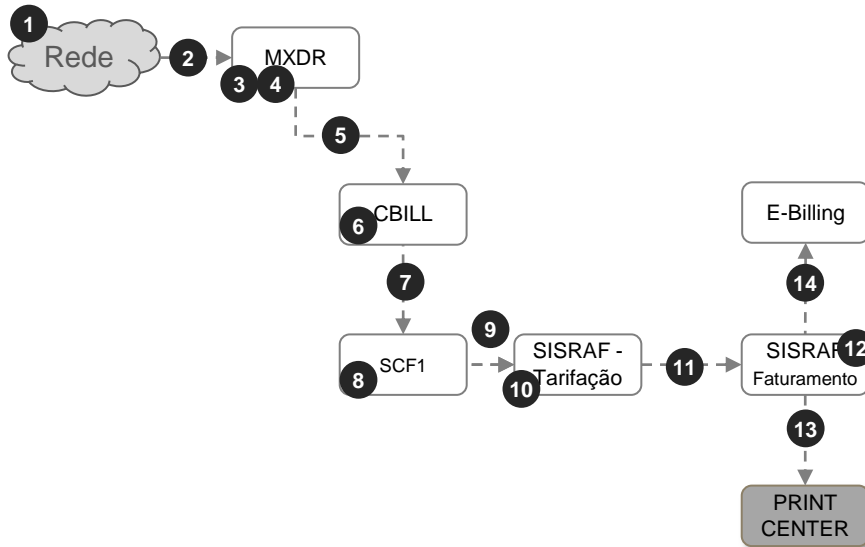 1
Rede
2
MXDR
3
4
5
CBILL
6
7
SCF1
8
9
SISRAF -
Tarifação
10
11
SISRAF
12
Faturamento
E-Billing
14
13
PRINT
CENTER